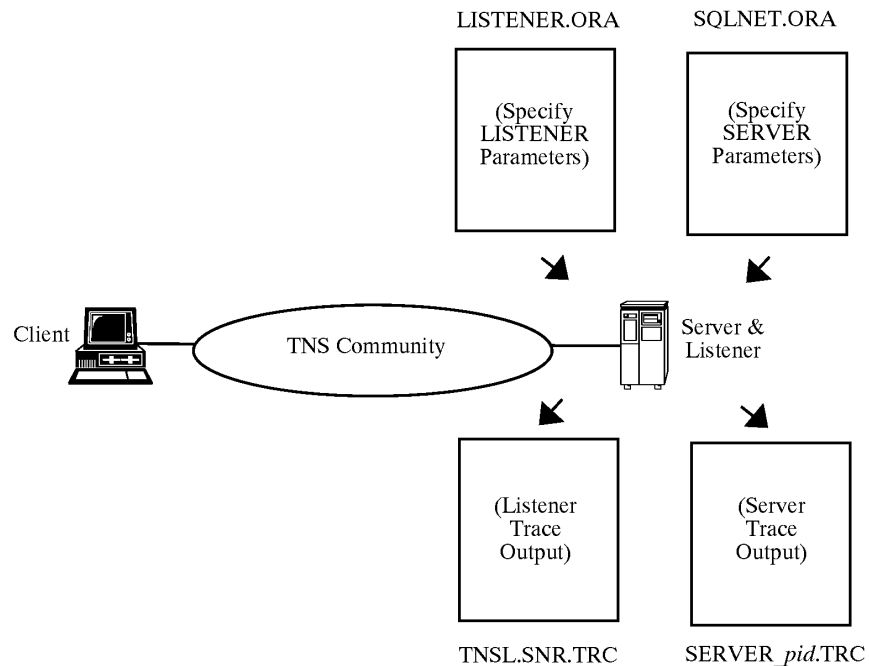 LISTENER.ORA
SQLNET.ORA
(Specify
LISTENER
Parameters)
(Specify
SERVER
Parameters)
Client
TNS Community
Server &
Listener
(Listener
Trace
Output)
(Server
Trace
Output)
TNSL.SNR.TRC
SERVER_pid.TRC